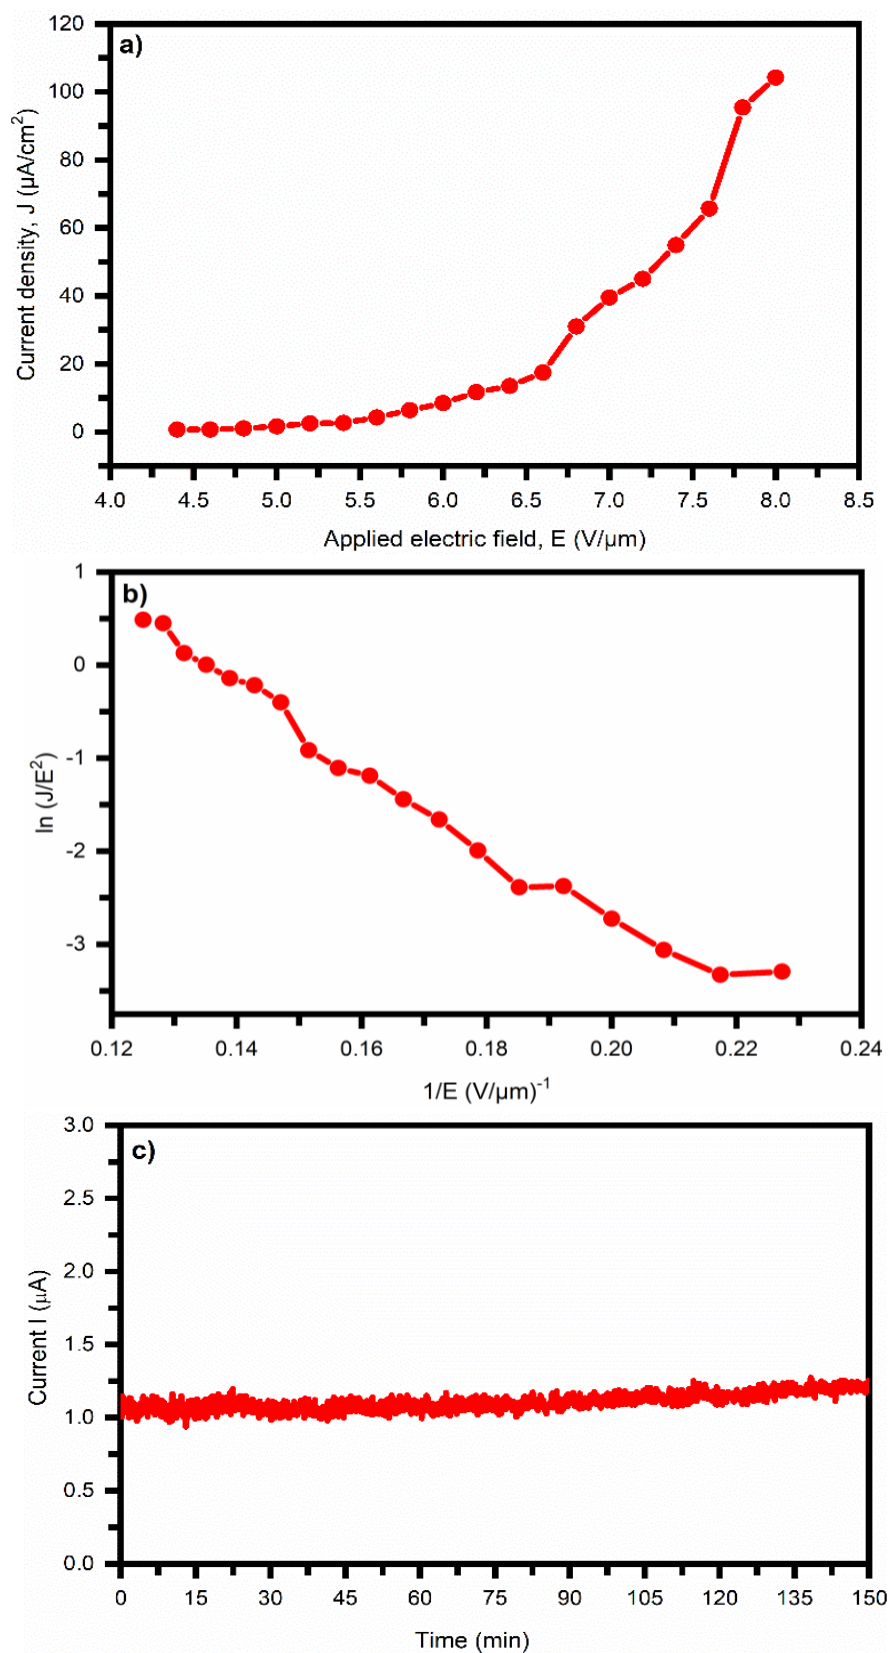 a)
Current density, J (µA/cm²)
120
100
80
60
40
20
0
4.0 4.5 5.0 5.5 6.0 6.5 7.0 7.5 8.0 8.5
Applied electric field, E (V/µm)
b)
ln (J/E²)
1
0
-1
-2
-3
0.12 0.14 0.16 0.18 0.20 0.22 0.24
1/E (V/µm)⁻¹
c)
Current I (µA)
3.0
2.5
2.0
1.5
1.0
0.5
0.0
0 15 30 45 60 75 90 105 120 135 150
Time (min)